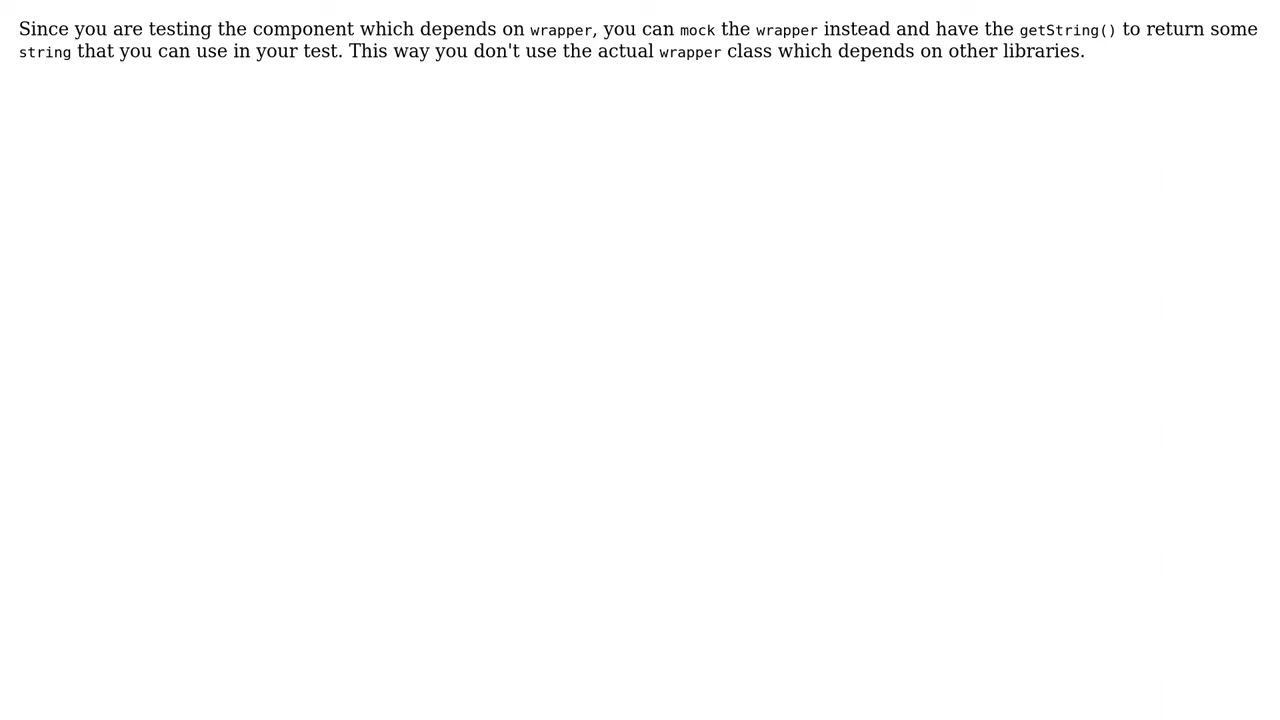 Since you are testing the component which depends on wrapper, you can mock the wrapper instead and have the getString() to return some
string that you can use in your test. This way you don't use the actual wrapper class which depends on other libraries.